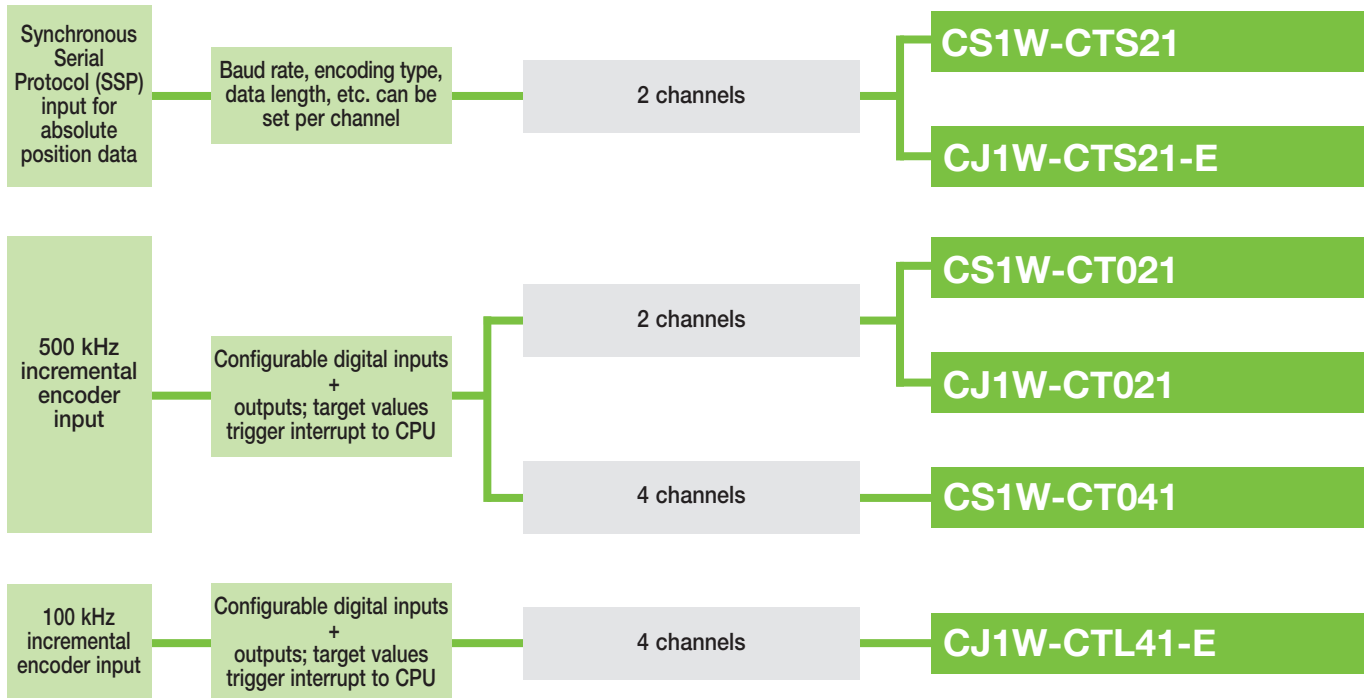 Synchronous
Serial
Protocol (SSP)
input for
absolute
position data
Baud rate, encoding type,
data length, etc. can be
set per channel
2 channels
CS1W-CTS21
CJ1W-CTS21-E
500 kHz
incremental
encoder
input
Configurable digital inputs
+
outputs; target values
trigger interrupt to CPU
2 channels
CS1W-CT021
CJ1W-CT021
4 channels
CS1W-CT041
100 kHz
incremental
encoder input
Configurable digital inputs
+
outputs; target values
trigger interrupt to CPU
4 channels
CJ1W-CTL41-E